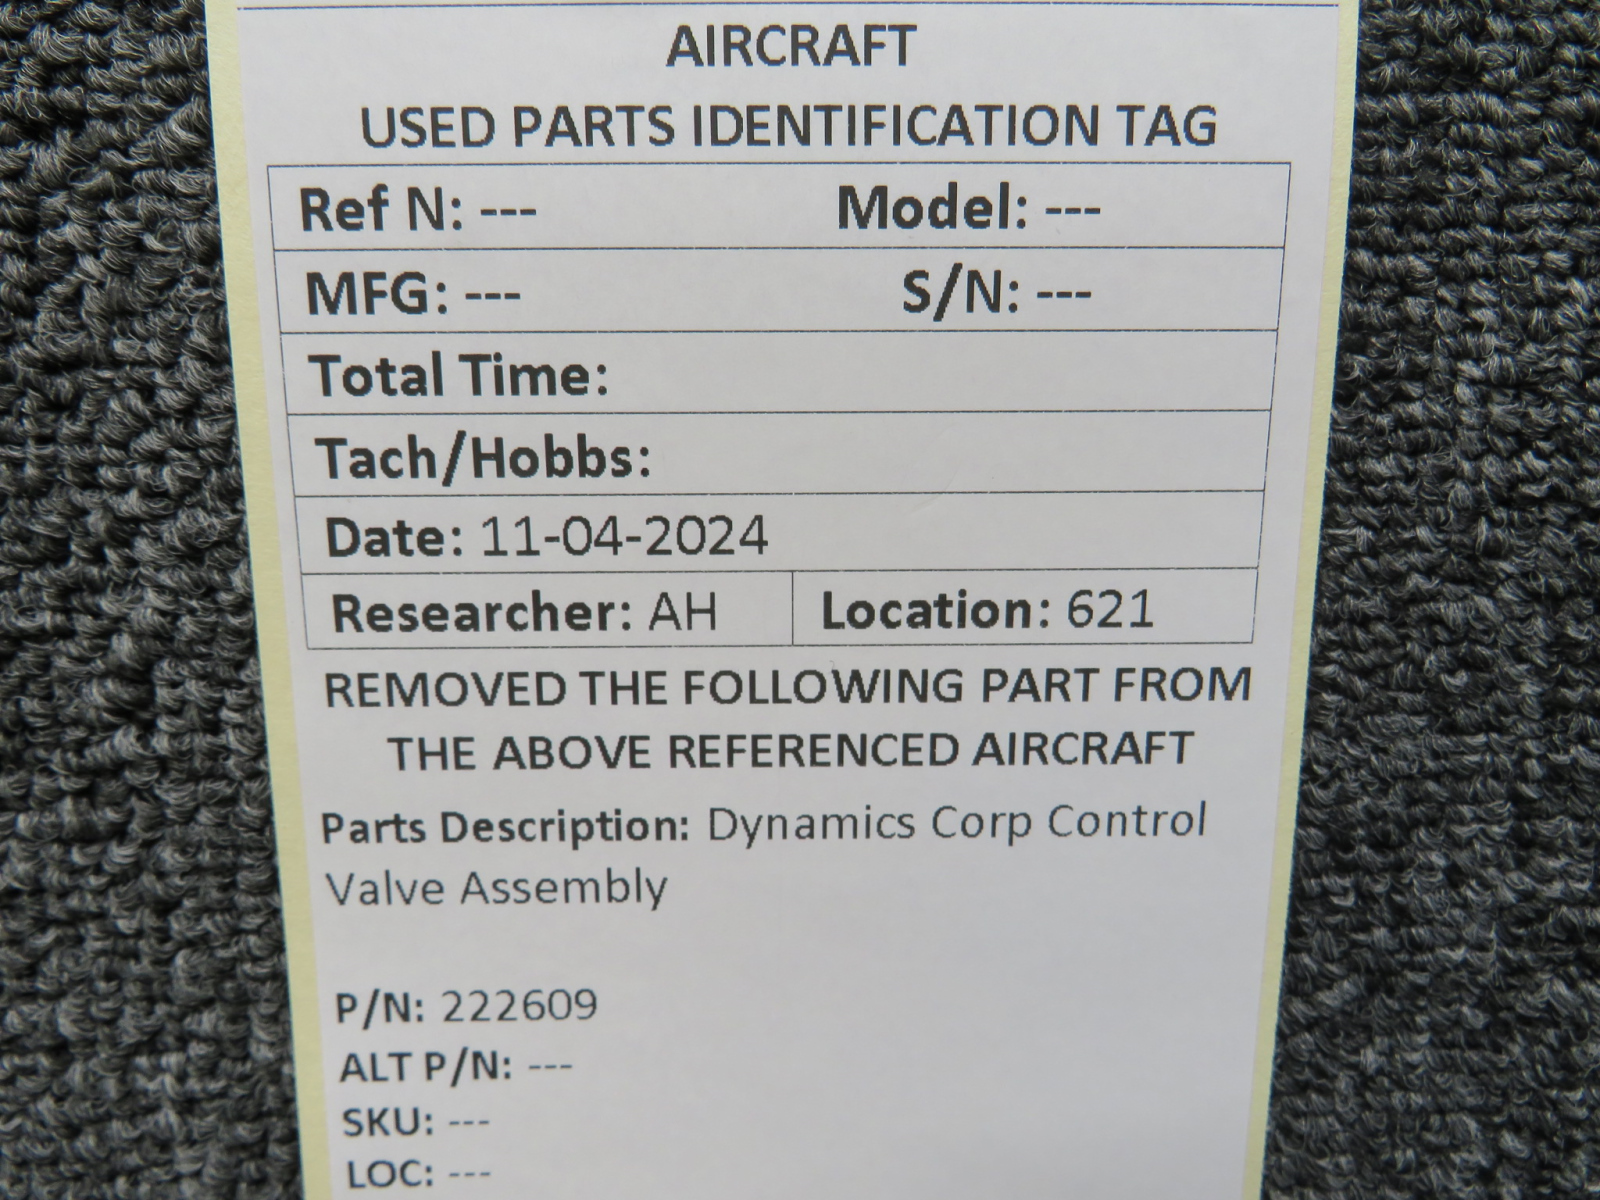 AIRCRAFT
USED PARTS IDENTIFICATION TAG
Ref N: --- Model: ---
MFG: --- S/N: ---
Total Time:
Tach/Hobbs:
Date: 11-04-2024
Researcher: AH Location: 621
REMOVED THE FOLLOWING PART FROM
THE ABOVE REFERENCED AIRCRAFT
Parts Description: Dynamics Corp Control
Valve Assembly
P/N: 222609
ALT P/N: ---
SKU: ---
LOC: ---